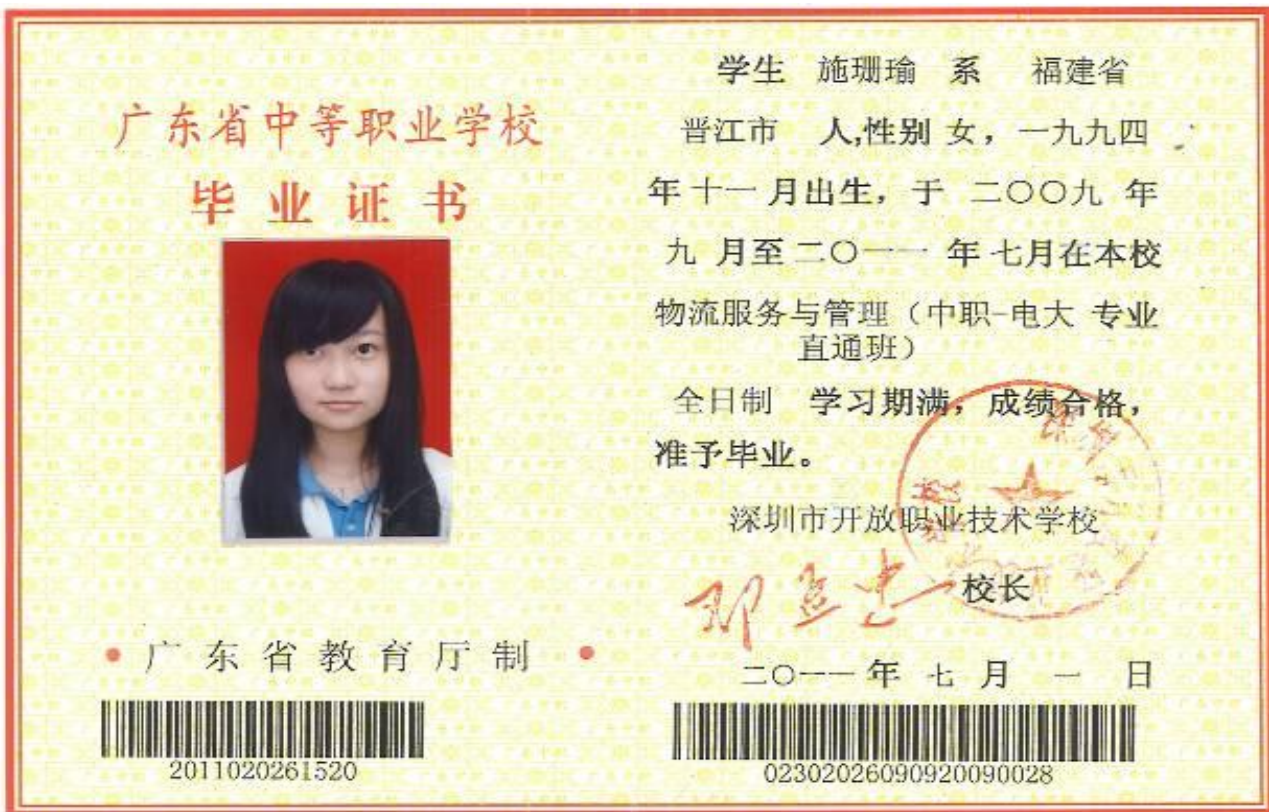 广东省中等职业学校
毕业证书
广东省教育厅制
2011020261520
学生 施珊瑜 系 福建省
晋江市 人,性别 女，一九九四
年 十一 月出生，于 二〇〇九 年
九 月至 二〇一一 年 七月在本校
物流服务与管理（中职-电大 专业
直通班）
全日制 学习期满，成绩合格，
准予毕业。
深圳市开放职业技术学校
校长
二〇一一 年 七 月 一 日
02302026090920090028